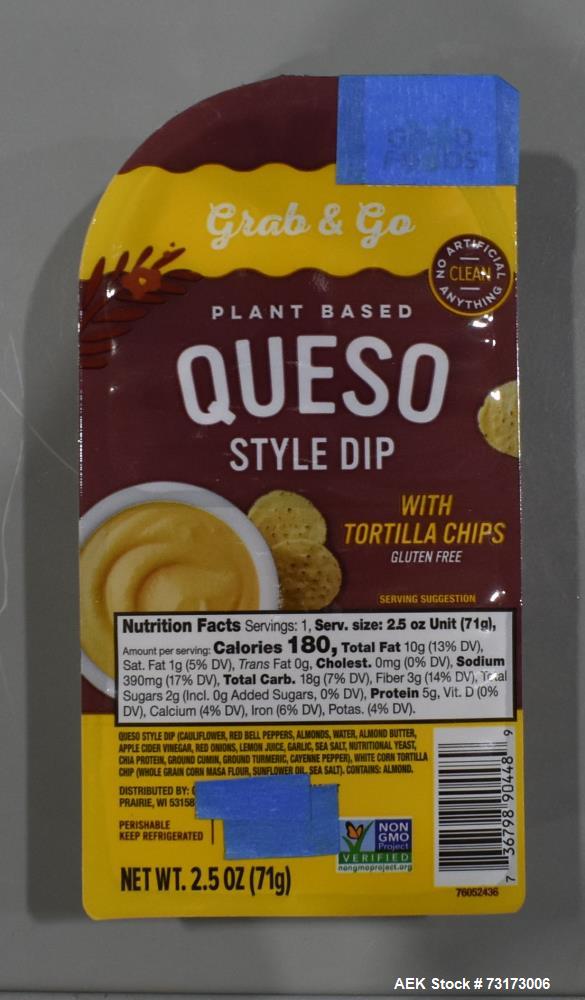 Grab & Go
NO ARTIFICIAL
CLEAN
ANYTHING
PLANT BASED
QUESO
STYLE DIP
WITH
TORTILLA CHIPS
GLUTEN FREE
SERVING SUGGESTION
Nutrition Facts Servings: 1, Serv. size: 2.5 oz Unit (71g),
Amount per serving: Calories 180, Total Fat 10g (13% DV),
Sat. Fat 1g (5% DV), Trans Fat 0g, Cholest. 0mg (0% DV), Sodium
390mg (17% DV), Total Carb. 18g (7% DV), Fiber 3g (14% DV), Total
Sugars 2g (Incl. 0g Added Sugars, 0% DV), Protein 5g, Vit. D (0%
DV), Calcium (4% DV), Iron (6% DV), Potas. (4% DV).
QUESO STYLE DIP (CAULIFLOWER, RED BELL PEPPERS, ALMONDS, WATER, ALMOND BUTTER,
APPLE CIDER VINEGAR, RED ONIONS, LEMON JUICE, GARLIC, SEA SALT, NUTRITIONAL YEAST,
CHIA PROTEIN, GROUND CUMIN, GROUND TURMERIC, CAYENNE PEPPER), WHITE CORN TORTILLA
CHIP (WHOLE GRAIN CORN MASA FLOUR, SUNFLOWER OIL, SEA SALT). CONTAINS: ALMOND.
DISTRIBUTED BY:
PRAIRIE, WI 53158
PERISHABLE
KEEP REFRIGERATED
NON
GMO
Project
VERIFIED
nongmoproject.org
NET WT. 2.5 OZ (71g)
7 36798 90448 9
76052436
AEK Stock # 73173006